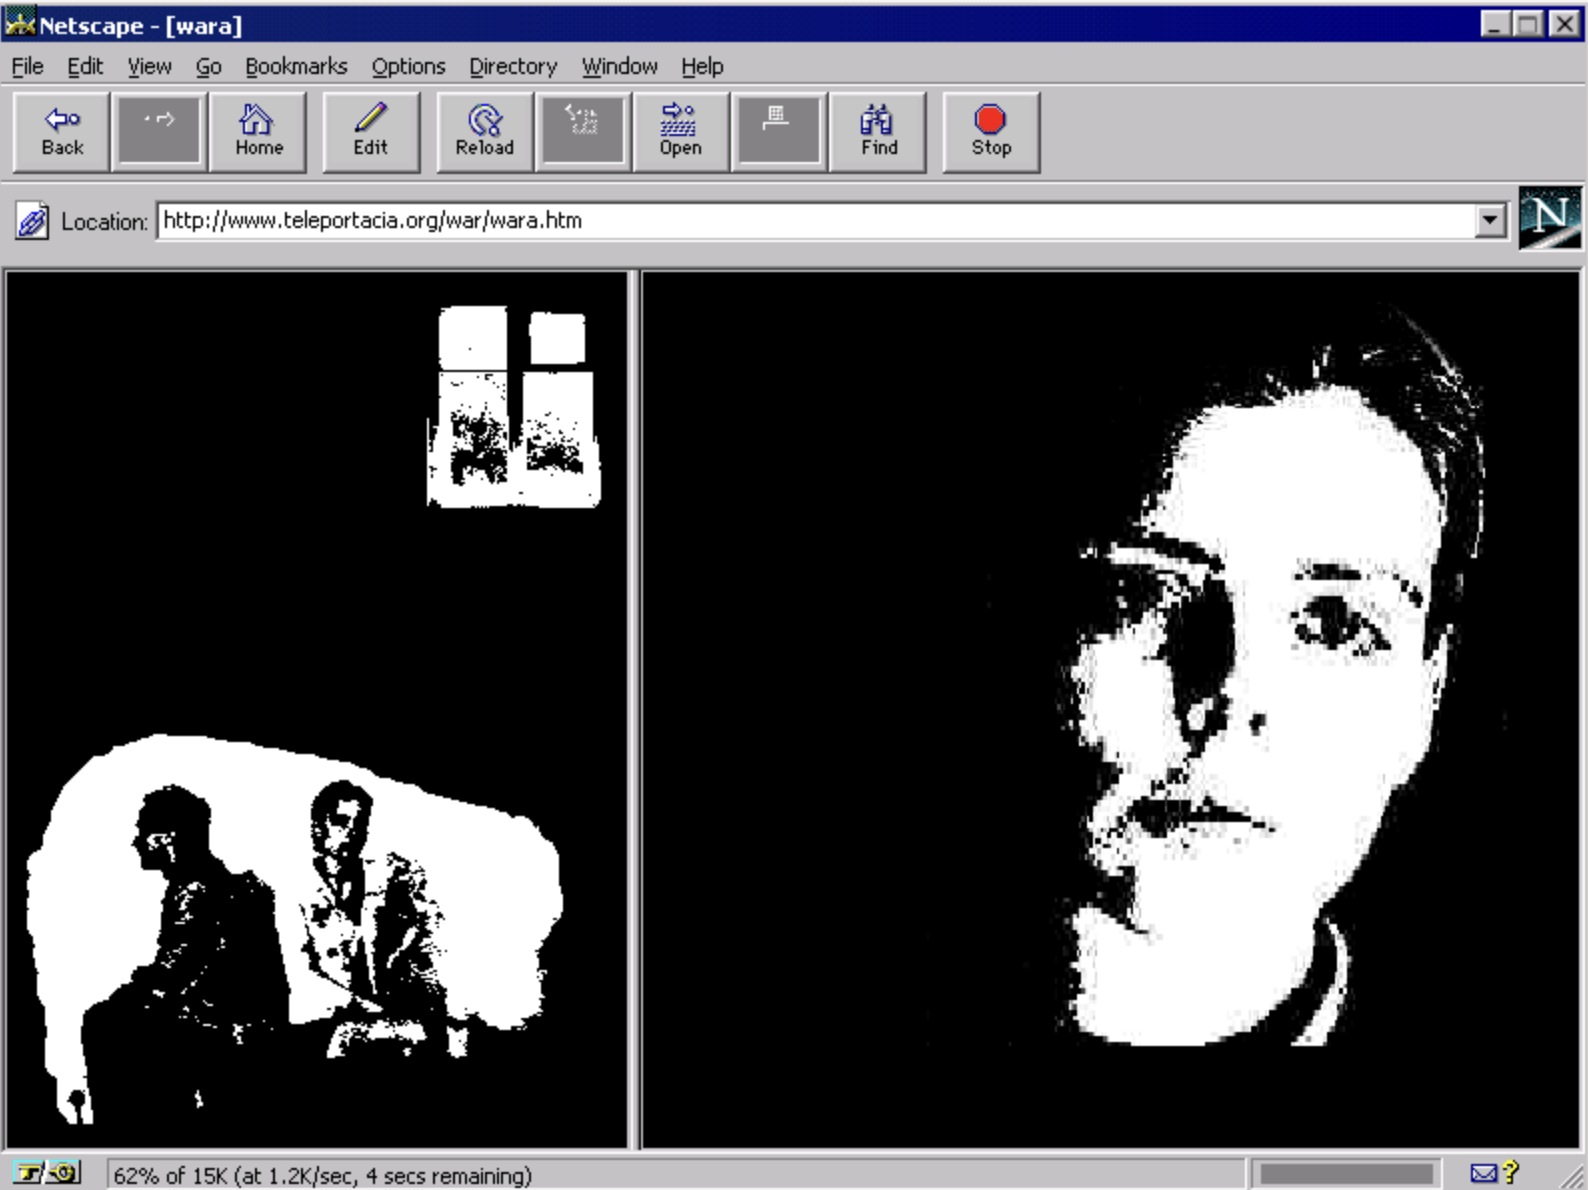 Netscape - [wara]
File Edit View Go Bookmarks Options Directory Window Help
Back Home Edit Reload Open Find Stop
Location: http://www.teleportacia.org/war/wara.htm
N
62% of 15K (at 1.2K/sec, 4 secs remaining)
?